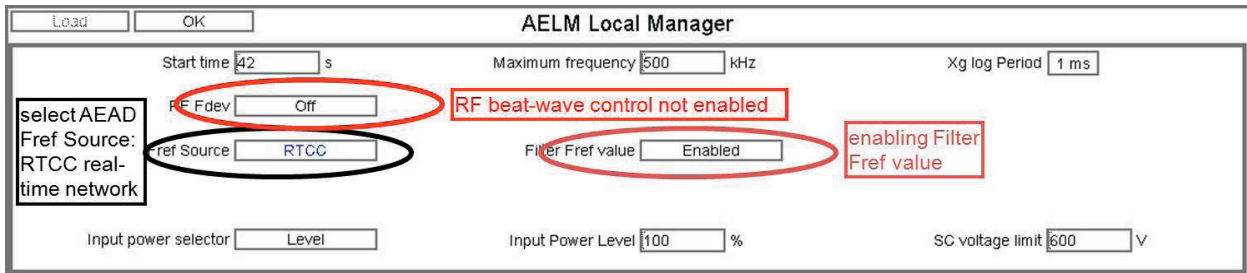 Load OK AELM Local Manager
Start time 42 s Maximum frequency 500 kHz Xg log Period 1 ms
RF Fdev Off RF beat-wave control not enabled
select AEAD
Fref Source:
RTCC real-
time network
Fref Source RTCC Filter Fref value Enabled
enabling Filter
Fref value
Input power selector Level Input Power Level 100 % SC voltage limit 600 V